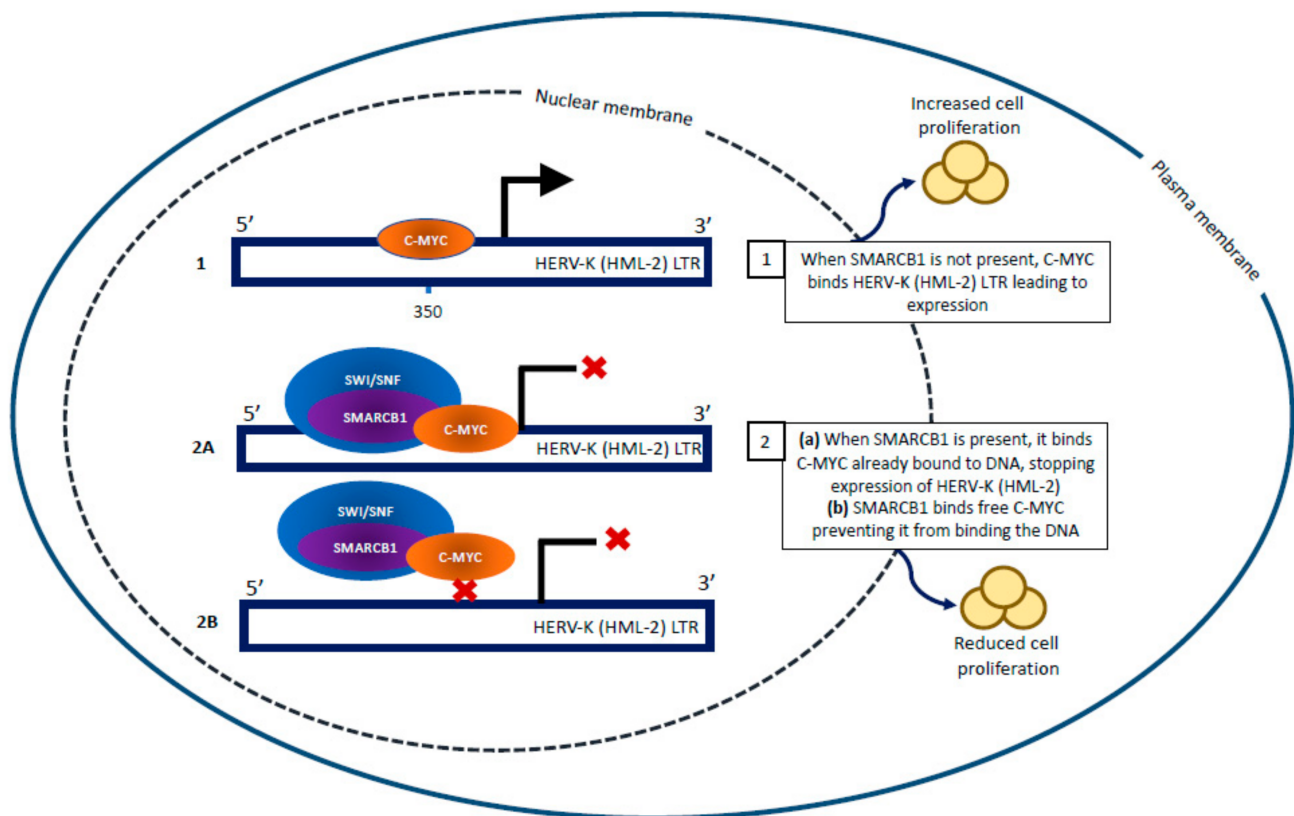 Nuclear membrane
Plasma membrane
Increased cell
proliferation
5’
3’
C-MYC
1
HERV-K (HML-2) LTR
350
1
When SMARCB1 is not present, C-MYC
binds HERV-K (HML-2) LTR leading to
expression
SWI/SNF
SMARCB1
C-MYC
5’
3’
2A
HERV-K (HML-2) LTR
2
(a) When SMARCB1 is present, it binds
C-MYC already bound to DNA, stopping
expression of HERV-K (HML-2)
(b) SMARCB1 binds free C-MYC
preventing it from binding the DNA
SWI/SNF
SMARCB1
C-MYC
5’
3’
2B
HERV-K (HML-2) LTR
Reduced cell
proliferation